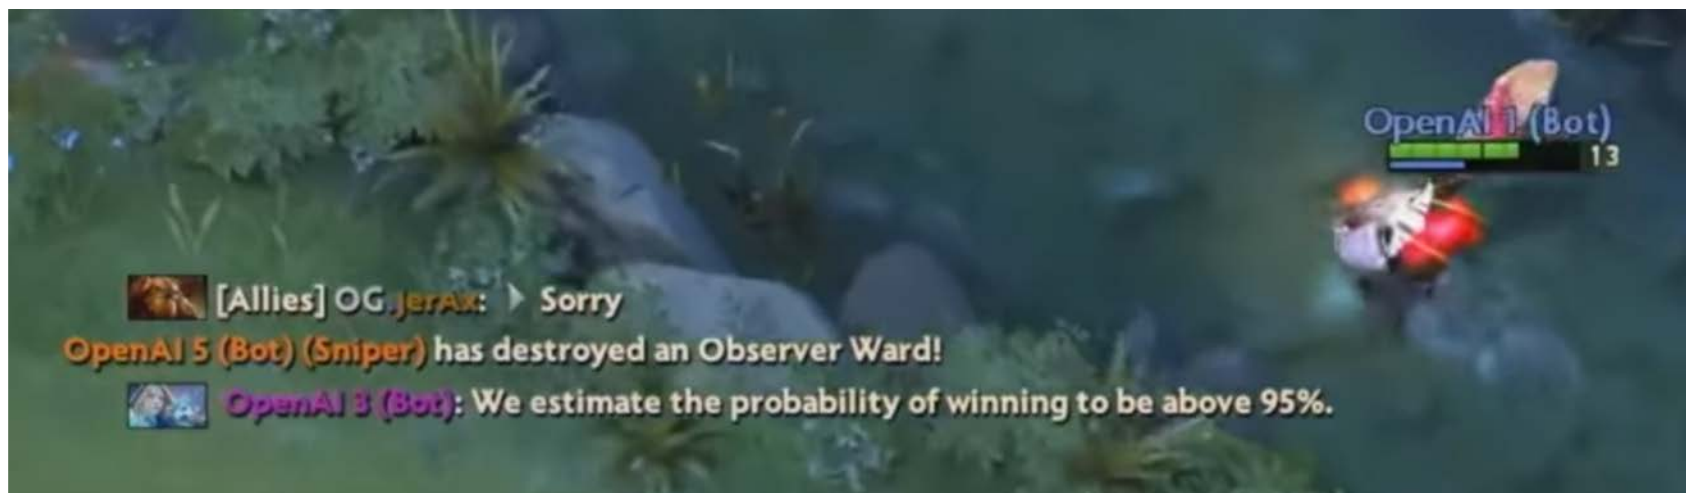 OpenAI 1 (Bot)
13
[Allies] OG.JerAx: Sorry
OpenAI 5 (Bot) (Sniper) has destroyed an Observer Ward!
OpenAI 3 (Bot): We estimate the probability of winning to be above 95%.